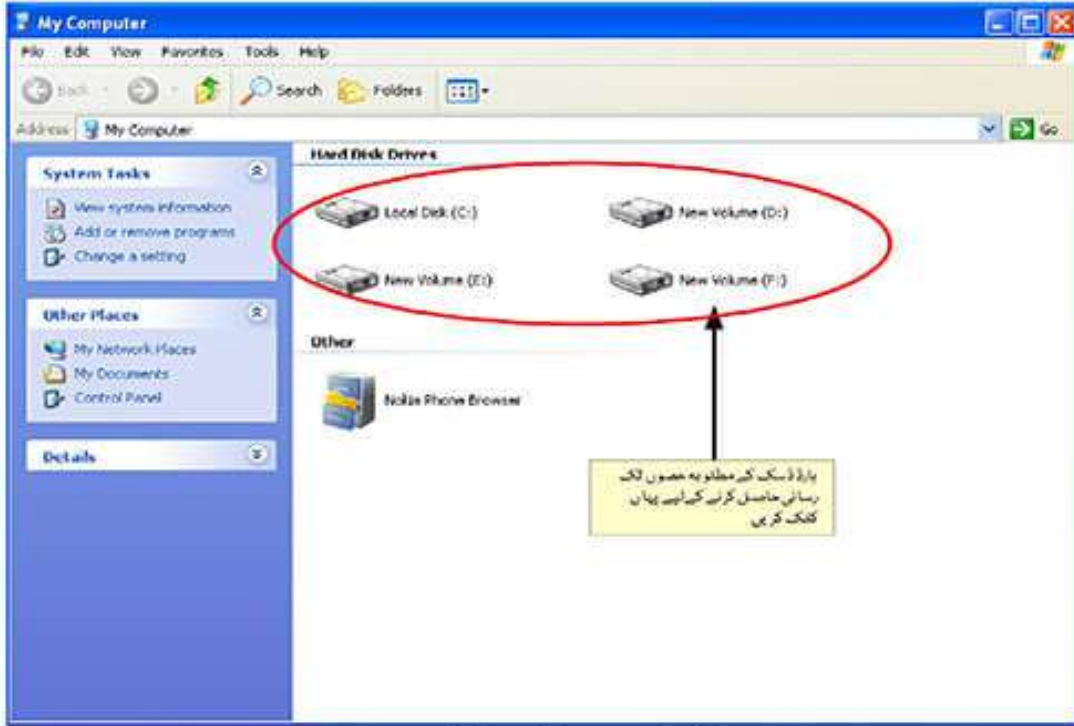 My Computer
File Edit View Favorites Tools Help
Back Search Folders
Address My Computer Go
System Tasks
View system information
Add or remove programs
Change a setting
Other Places
My Network Places
My Documents
Control Panel
Details
Hard Disk Drives
Local Disk (C:) New Volume (D:)
New Volume (E:) New Volume (F:)
Other
Nokia Phone Browser
ہارڈ ڈسک کے مطلوبہ حصوں تک
رسائی حاصل کرنے کے لیے یہاں
کلک کریں